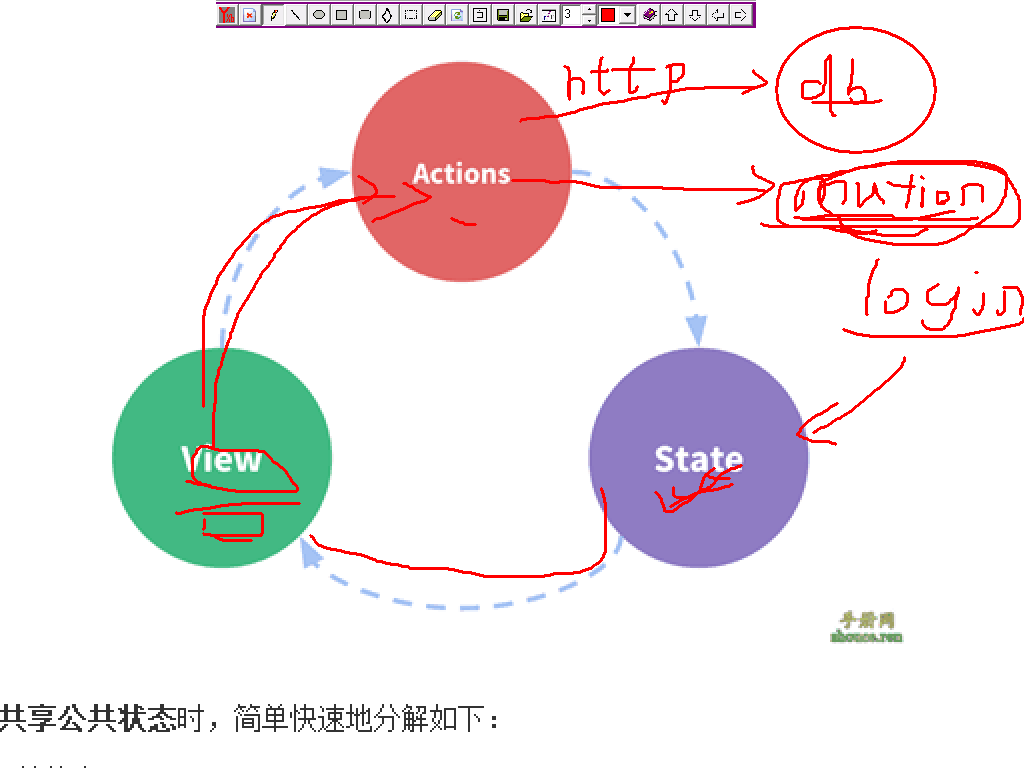 3
http
db
Actions
mution
login
View
State
手册网
shouce.ren
共享公共状态时，简单快速地分解如下：